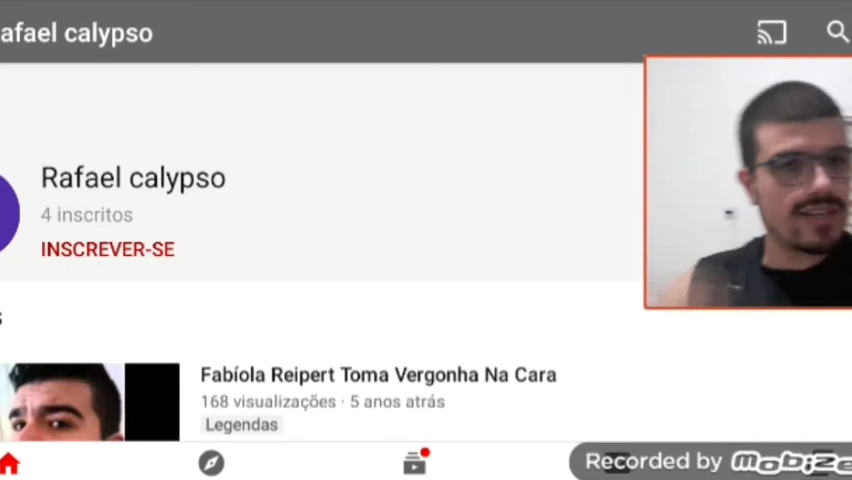 afael calypso
Rafael calypso
4 inscritos
INSCREVER-SE
s
Fabíola Reipert Toma Vergonha Na Cara
168 visualizações · 5 anos atrás
Legendas
Recorded by mobize